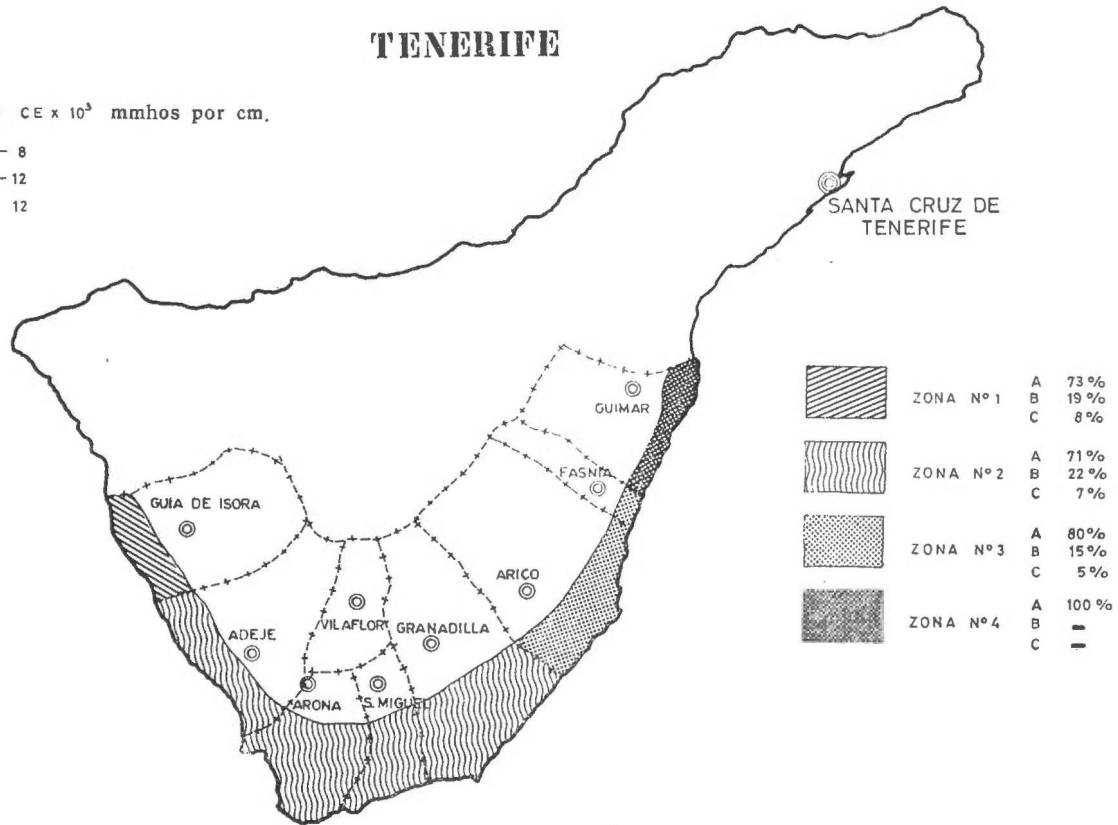 TENERIFE
CE x 10³ mmhos por cm.
– 8
– 12
12
SANTA CRUZ DE
TENERIFE
GUIMAR
FASNIA
GUIA DE ISORA
ARICO
VILAFLOR
ADEJE
GRANADILLA
ARONA
S. MIGUEL
ZONA Nº 1
A 73%
B 19%
C 8%
ZONA Nº 2
A 71%
B 22%
C 7%
ZONA Nº 3
A 80%
B 15%
C 5%
ZONA Nº 4
A 100%
B –
C –